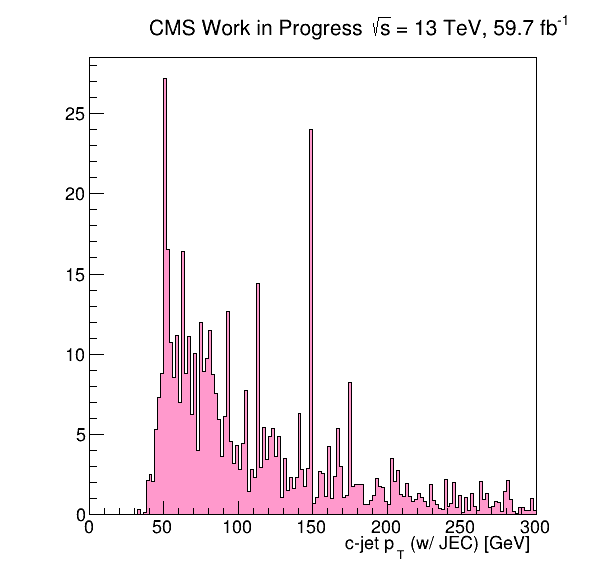 CMS Work in Progress √s = 13 TeV, 59.7 fb⁻¹
25
20
15
10
5
0
0 50 100 150 200 250 300
c-jet p_T (w/ JEC) [GeV]